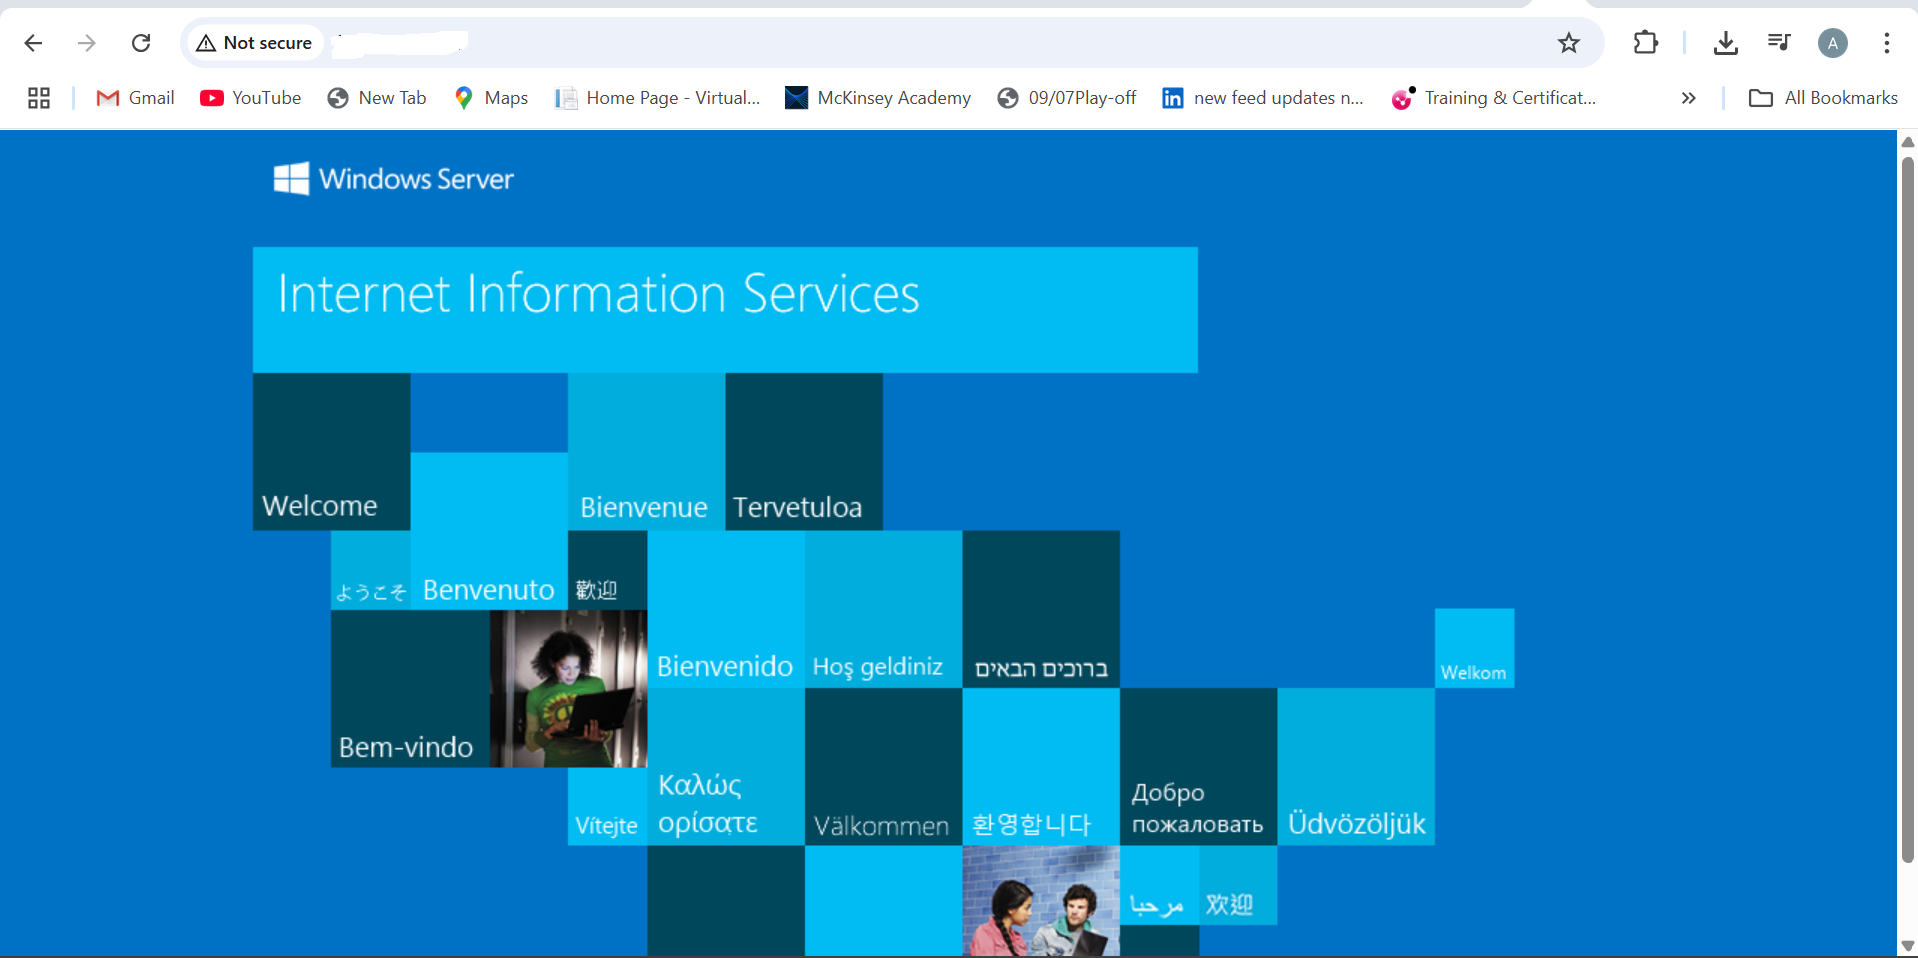 Not secure
A
Gmail
YouTube
New Tab
Maps
Home Page - Virtual...
McKinsey Academy
09/07Play-off
new feed updates n...
Training & Certificat...
All Bookmarks
Windows Server
Internet Information Services
Welcome
Bienvenue
Tervetuloa
ようこそ
Benvenuto
歡迎
Bienvenido
Hoş geldiniz
ברוכים הבאים
Welkom
Bem-vindo
Vítejte
Καλώς
ορίσατε
Välkommen
환영합니다
Добро
пожаловать
Üdvözöljük
مرحبا
欢迎